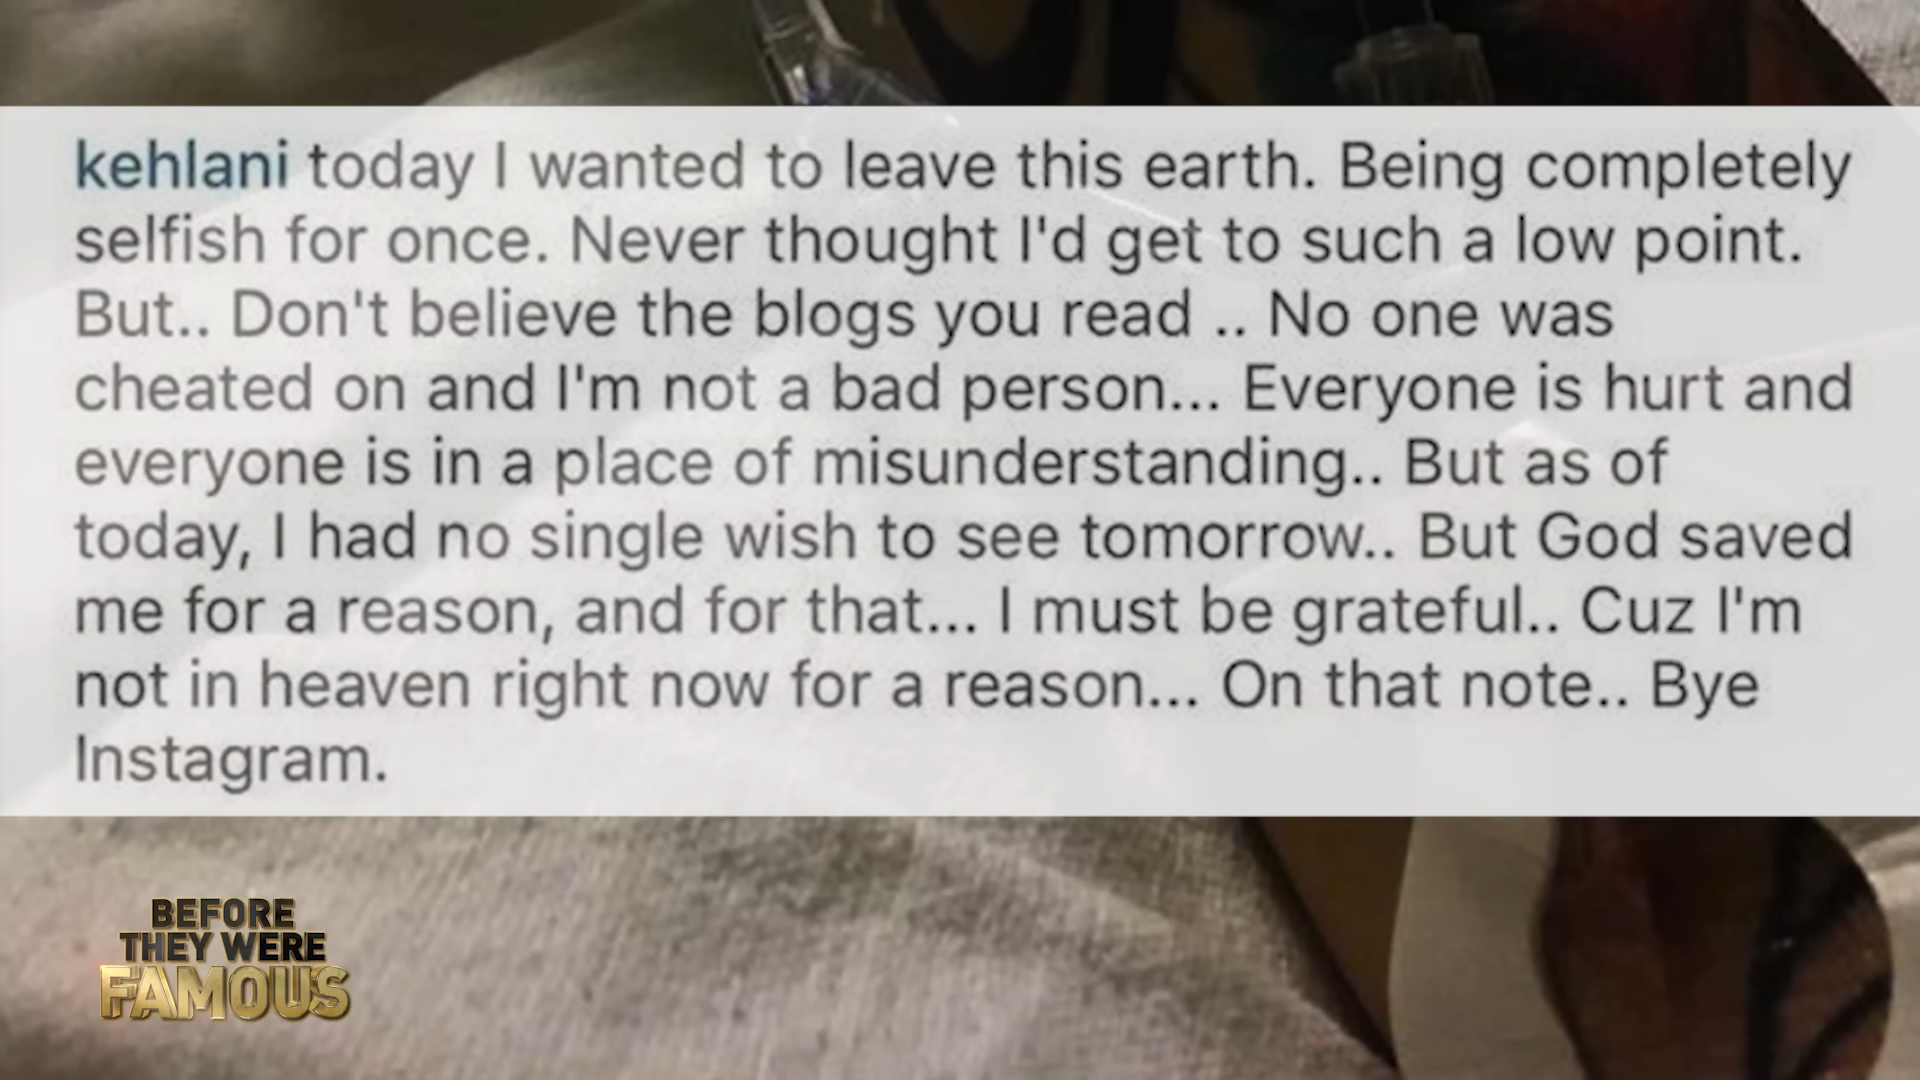 kehlani today I wanted to leave this earth. Being completely
selfish for once. Never thought I'd get to such a low point.
But.. Don't believe the blogs you read .. No one was
cheated on and I'm not a bad person... Everyone is hurt and
everyone is in a place of misunderstanding.. But as of
today, I had no single wish to see tomorrow.. But God saved
me for a reason, and for that... I must be grateful.. Cuz I'm
not in heaven right now for a reason... On that note.. Bye
Instagram.
BEFORE
THEY WERE
FAMOUS